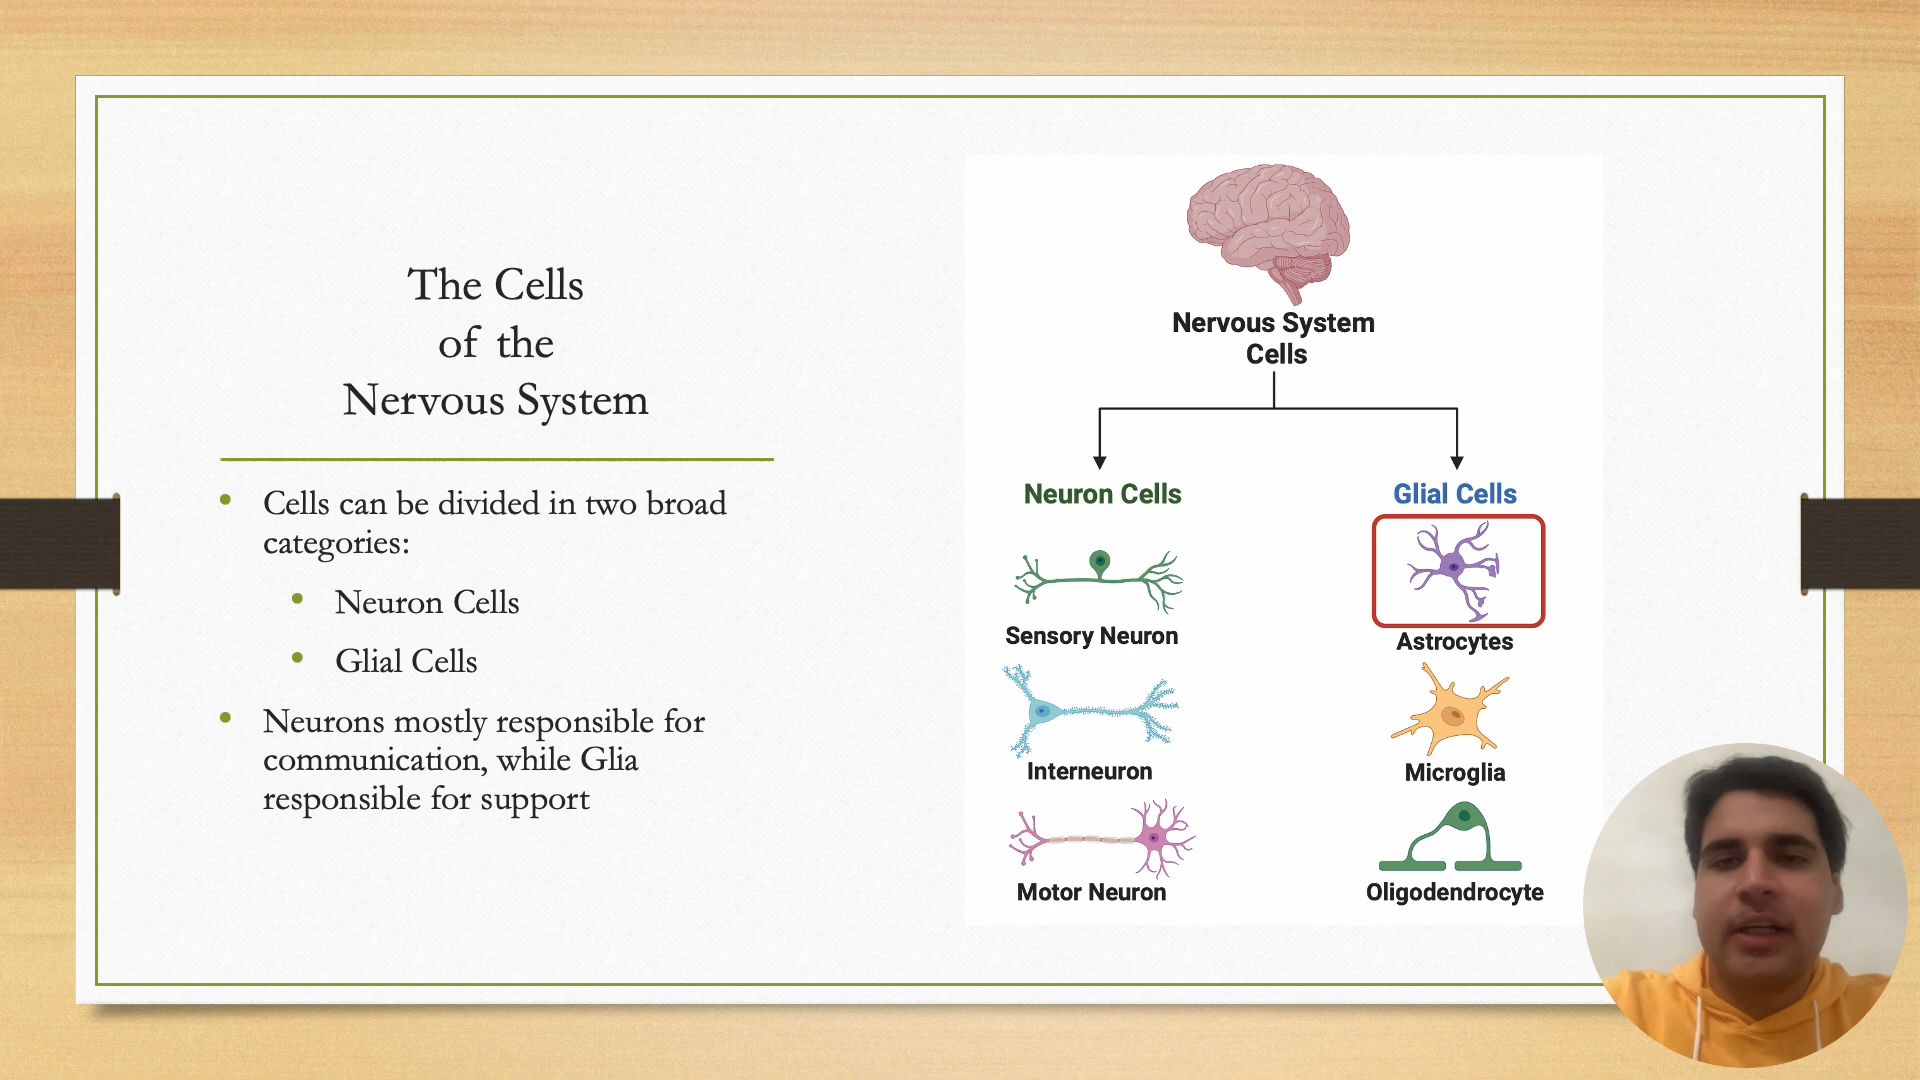 The Cells
of the
Nervous System
Cells can be divided in two broad
categories:
Neuron Cells
Glial Cells
Neurons mostly responsible for
communication, while Glia
responsible for support
Nervous System
Cells
Neuron Cells
Sensory Neuron
Interneuron
Motor Neuron
Glial Cells
Astrocytes
Microglia
Oligodendrocyte